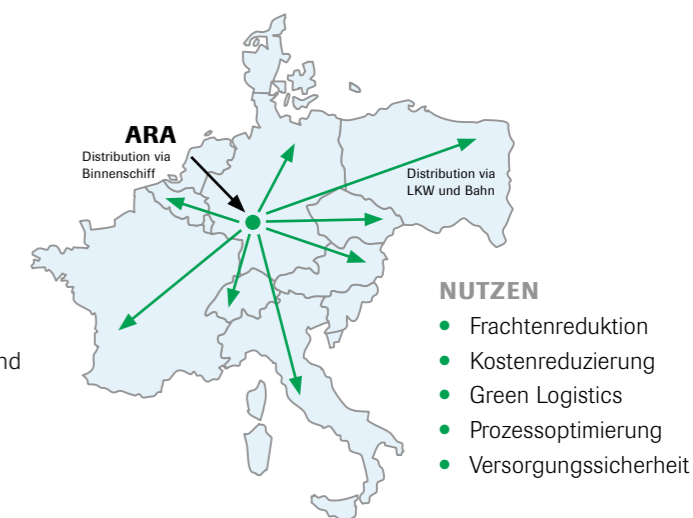 ARA
Distribution via
Binnenschiff
Distribution via
LKW und Bahn
nd
NUTZEN
• Frachtenreduktion
• Kostenreduzierung
• Green Logistics
• Prozessoptimierung
• Versorgungssicherheit